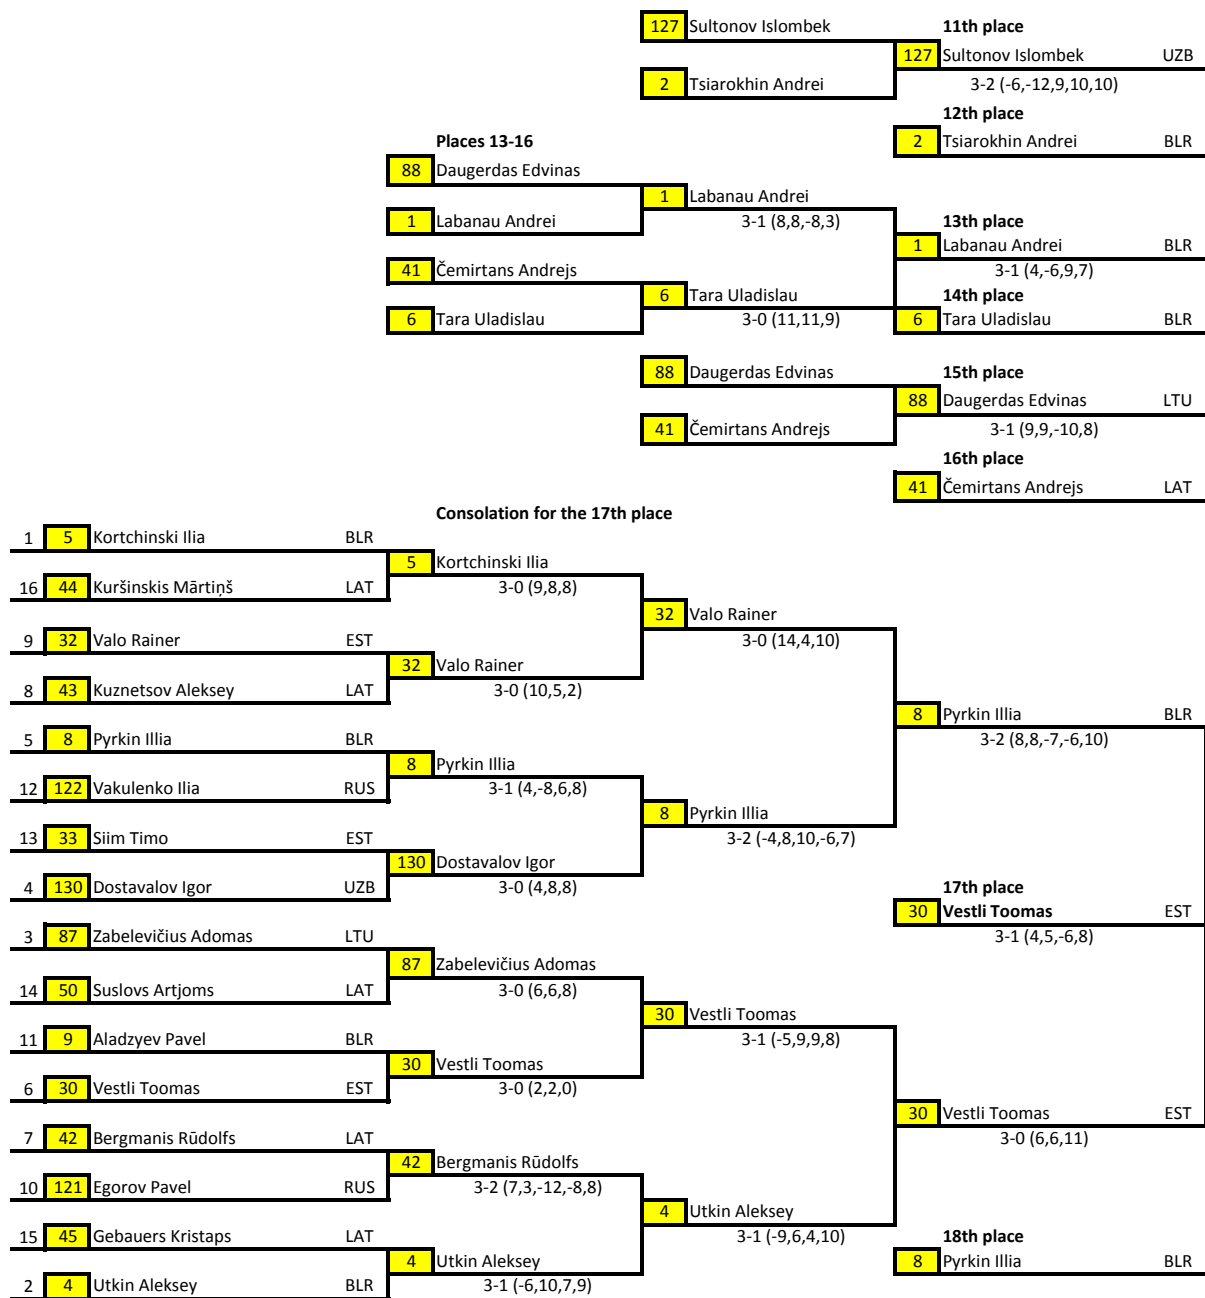 127 Sultonov Islombek 11th place
127 Sultonov Islombek UZB
2 Tsiarokhin Andrei 3-2 (-6,-12,9,10,10)
12th place
Places 13-16 2 Tsiarokhin Andrei BLR
88 Daugerdas Edvinas
1 Labanau Andrei
1 Labanau Andrei 3-1 (8,8,-8,3) 13th place
1 Labanau Andrei BLR
41 Čemirtans Andrejs 3-1 (4,-6,9,7)
6 Tara Uladislau 14th place
6 Tara Uladislau 3-0 (11,11,9) 6 Tara Uladislau BLR
88 Daugerdas Edvinas 15th place
88 Daugerdas Edvinas LTU
41 Čemirtans Andrejs 3-1 (9,9,-10,8)
16th place
41 Čemirtans Andrejs LAT
Consolation for the 17th place
1 5 Kortchinski Ilia BLR
5 Kortchinski Ilia
16 44 Kuršinskis Mārtiņš LAT 3-0 (9,8,8)
32 Valo Rainer
9 32 Valo Rainer EST 3-0 (14,4,10)
32 Valo Rainer
8 43 Kuznetsov Aleksey LAT 3-0 (10,5,2)
8 Pyrkin Illia BLR
5 8 Pyrkin Illia BLR 3-2 (8,8,-7,-6,10)
8 Pyrkin Illia
12 122 Vakulenko Ilia RUS 3-1 (4,-8,6,8)
8 Pyrkin Illia
13 33 Siim Timo EST 3-2 (-4,8,10,-6,7)
130 Dostavalov Igor
4 130 Dostavalov Igor UZB 3-0 (4,8,8) 17th place
30 Vestli Toomas EST
3 87 Zabelevičius Adomas LTU 3-1 (4,5,-6,8)
87 Zabelevičius Adomas
14 50 Suslovs Artjoms LAT 3-0 (6,6,8)
30 Vestli Toomas
11 9 Aladzyev Pavel BLR 3-1 (-5,9,9,8)
30 Vestli Toomas
6 30 Vestli Toomas EST 3-0 (2,2,0)
30 Vestli Toomas EST
7 42 Bergmanis Rūdolfs LAT 3-0 (6,6,11)
42 Bergmanis Rūdolfs
10 121 Egorov Pavel RUS 3-2 (7,3,-12,-8,8)
4 Utkin Aleksey
15 45 Gebauers Kristaps LAT 3-1 (-9,6,4,10) 18th place
4 Utkin Aleksey 8 Pyrkin Illia BLR
2 4 Utkin Aleksey BLR 3-1 (-6,10,7,9)